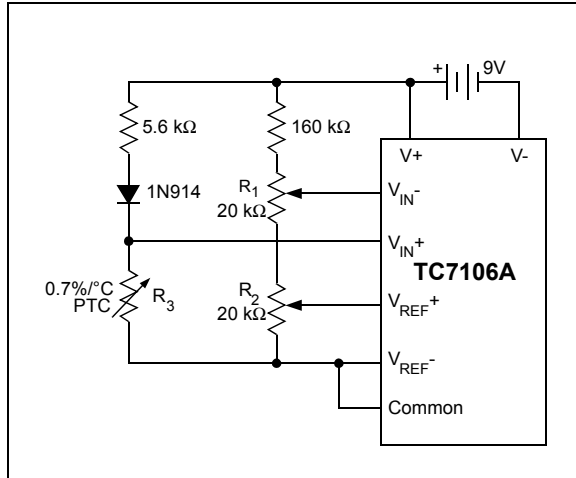 +
9V
5.6 kΩ
160 kΩ
V+
V-
1N914
R1
20 kΩ
VIN-
VIN+
TC7106A
0.7%/°C
PTC
R3
R2
20 kΩ
VREF+
VREF-
Common